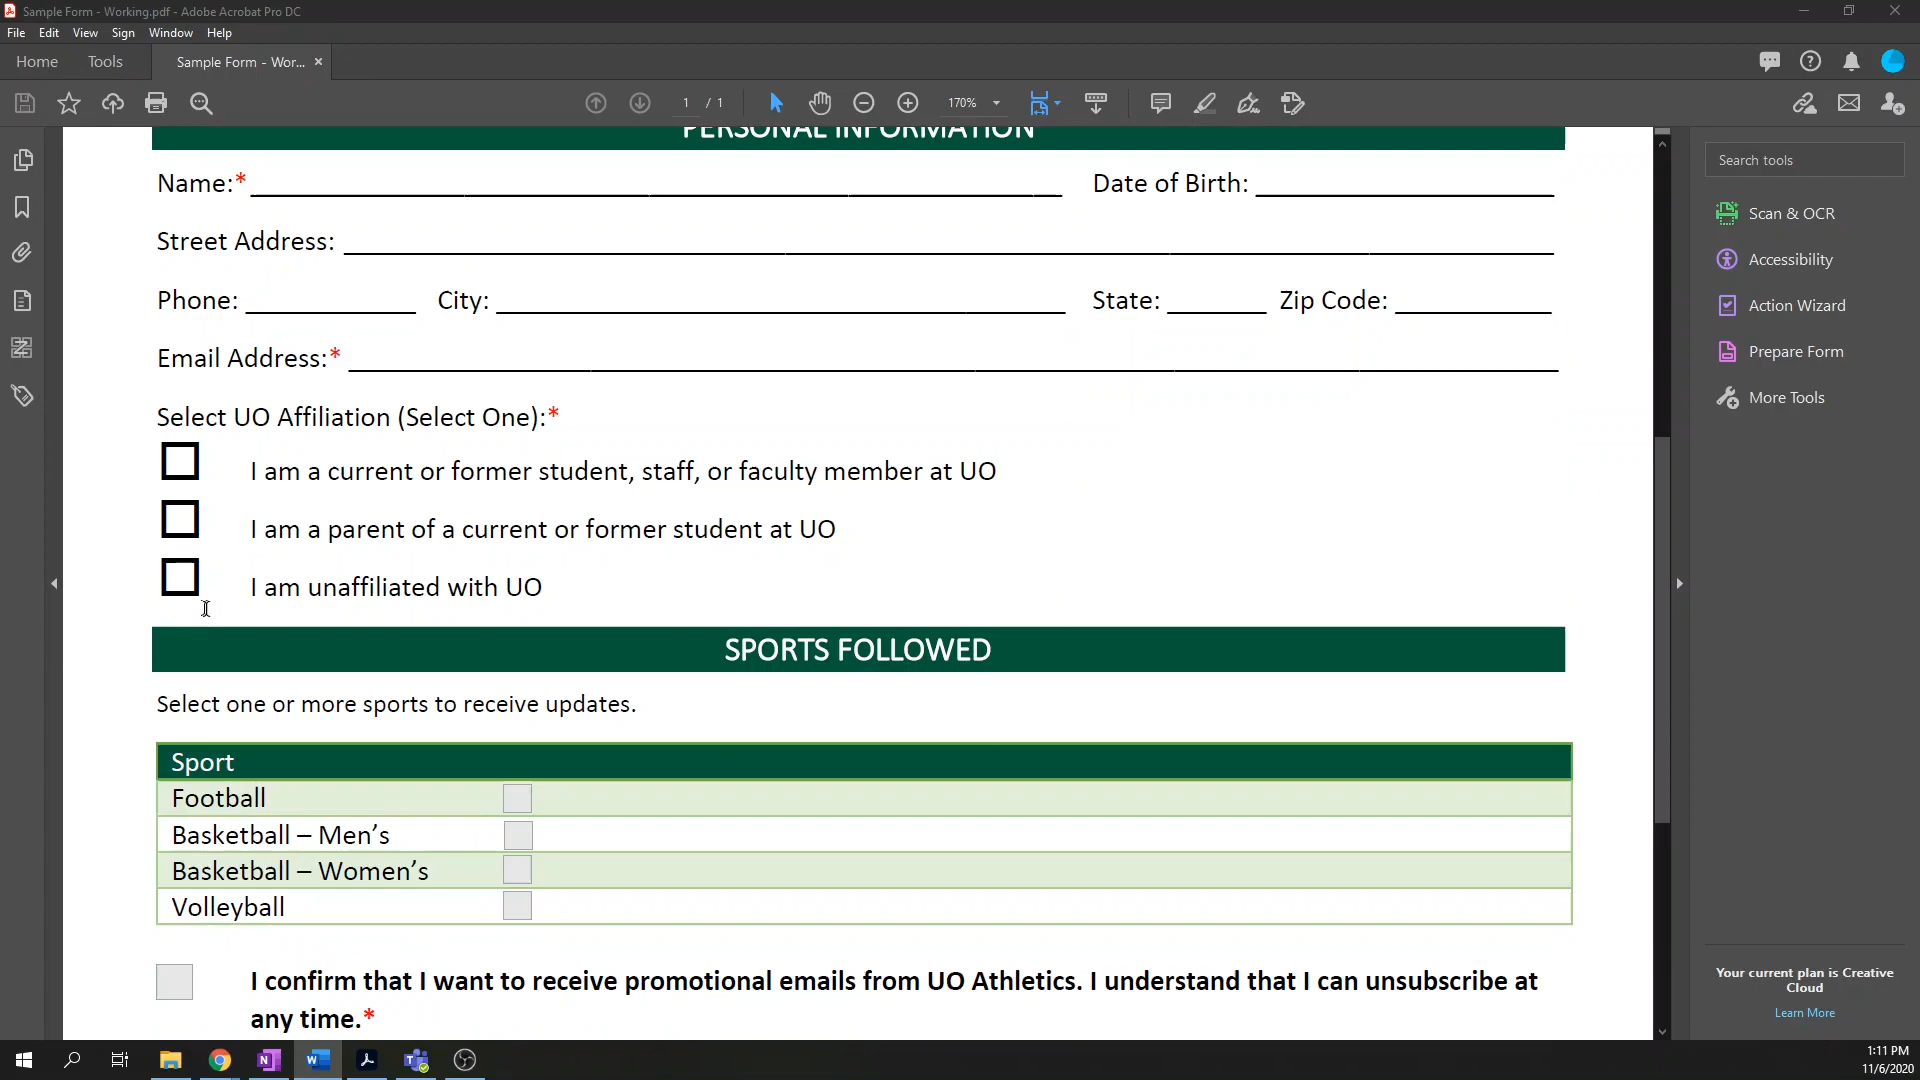 Sample Form - Working.pdf - Adobe Acrobat Pro DC
File Edit View Sign Window Help
Home Tools Sample Form - Wor... ×
1 / 1 170%
PERSONAL INFORMATION
Name:* Date of Birth:
Street Address:
Phone: City: State: Zip Code:
Email Address:*
Select UO Affiliation (Select One):*
I am a current or former student, staff, or faculty member at UO
I am a parent of a current or former student at UO
I am unaffiliated with UO
SPORTS FOLLOWED
Select one or more sports to receive updates.
Sport
Football
Basketball – Men’s
Basketball – Women’s
Volleyball
I confirm that I want to receive promotional emails from UO Athletics. I understand that I can unsubscribe at
any time.*
Search tools
Scan & OCR
Accessibility
Action Wizard
Prepare Form
More Tools
Your current plan is Creative
Cloud
Learn More
1:11 PM
11/6/2020